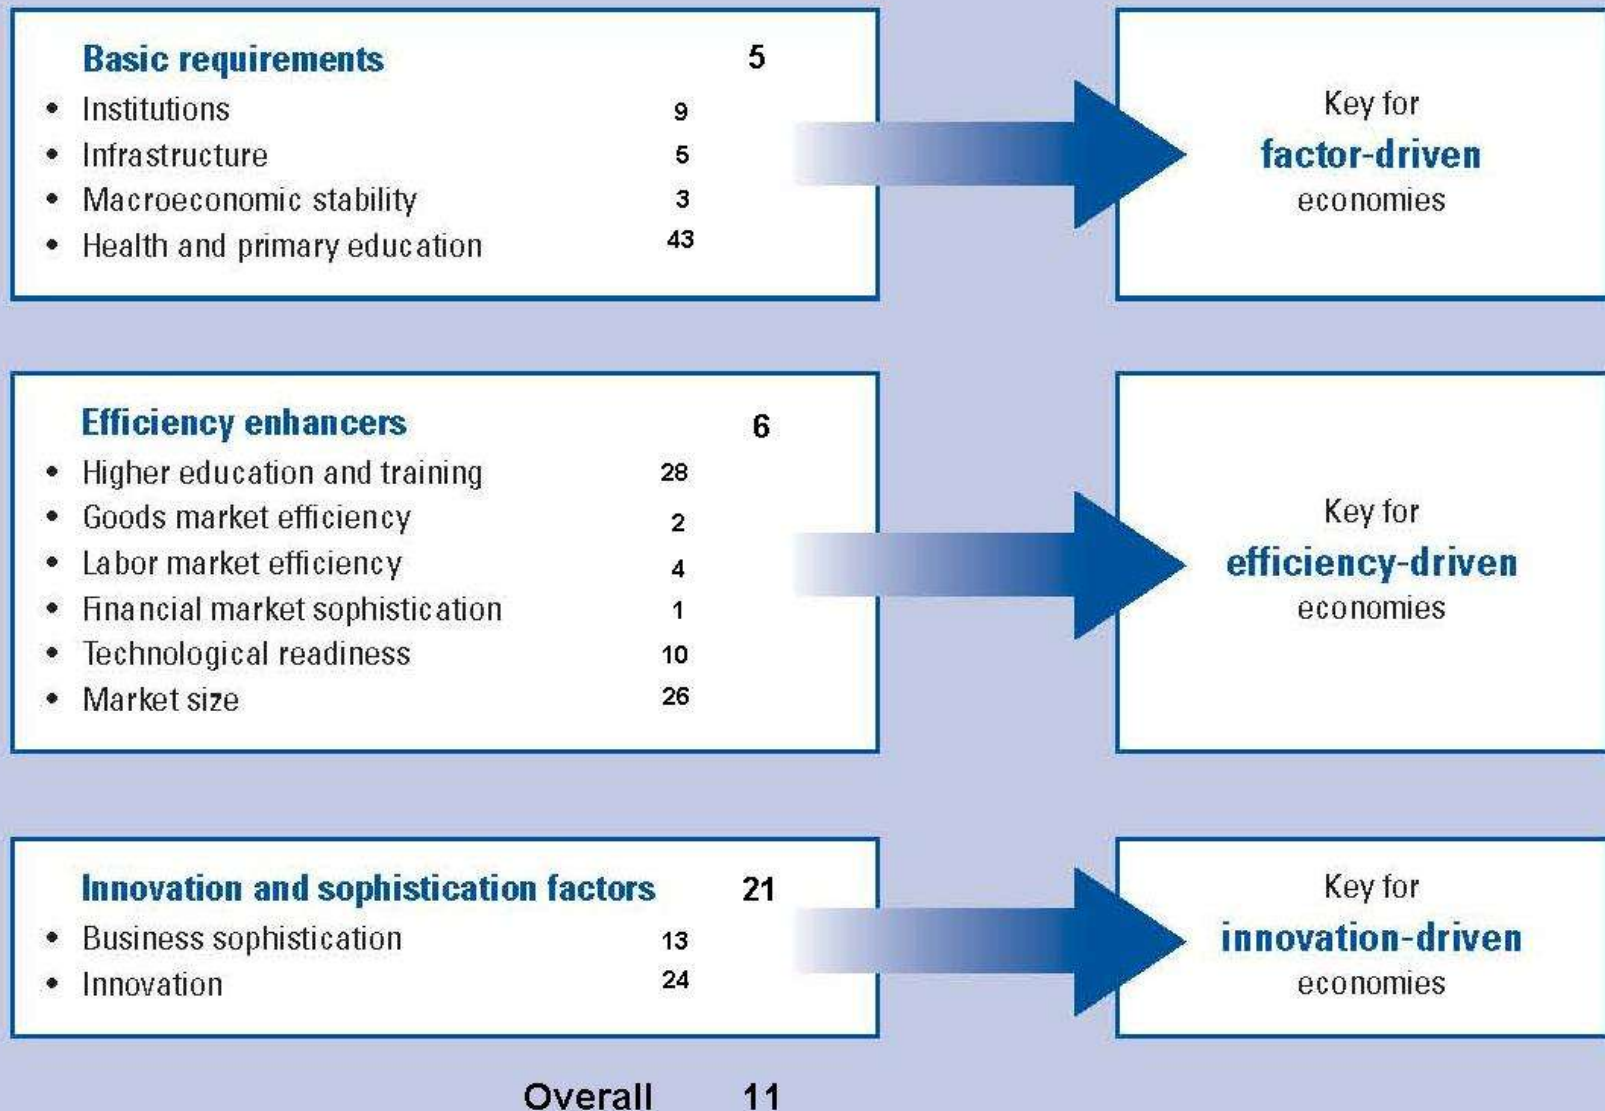 Basic requirements 5
• Institutions 9
• Infrastructure 5
• Macroeconomic stability 3
• Health and primary education 43
Key for
factor-driven
economies
Efficiency enhancers 6
• Higher education and training 28
• Goods market efficiency 2
• Labor market efficiency 4
• Financial market sophistication 1
• Technological readiness 10
• Market size 26
Key for
efficiency-driven
economies
Innovation and sophistication factors 21
• Business sophistication 13
• Innovation 24
Key for
innovation-driven
economies
Overall 11